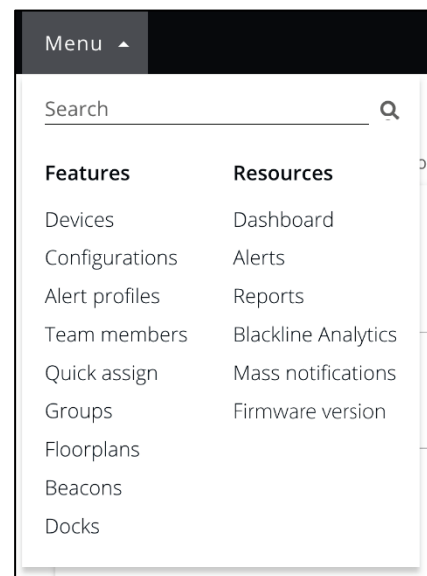 Menu
Search
Features
Devices
Configurations
Alert profiles
Team members
Quick assign
Groups
Floorplans
Beacons
Docks
Resources
Dashboard
Alerts
Reports
Blackline Analytics
Mass notifications
Firmware version